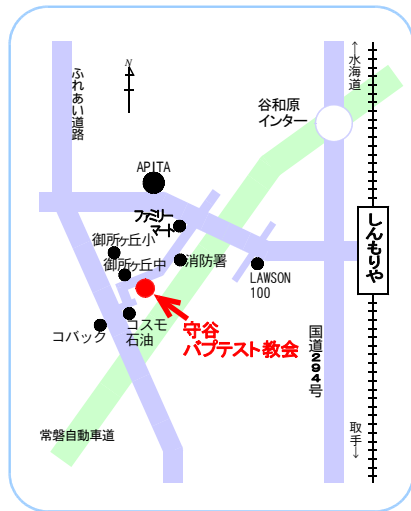 ふれあい道路
N
←水海道
谷和原
インター
APITA
ファミリー
マート
しんもりや
御所ヶ丘小
御所ケ丘中
消防署
LAWSON
100
コバック
コスモ
石油
守谷
バプテスト教会
国道294号
常磐自動車道
取手→